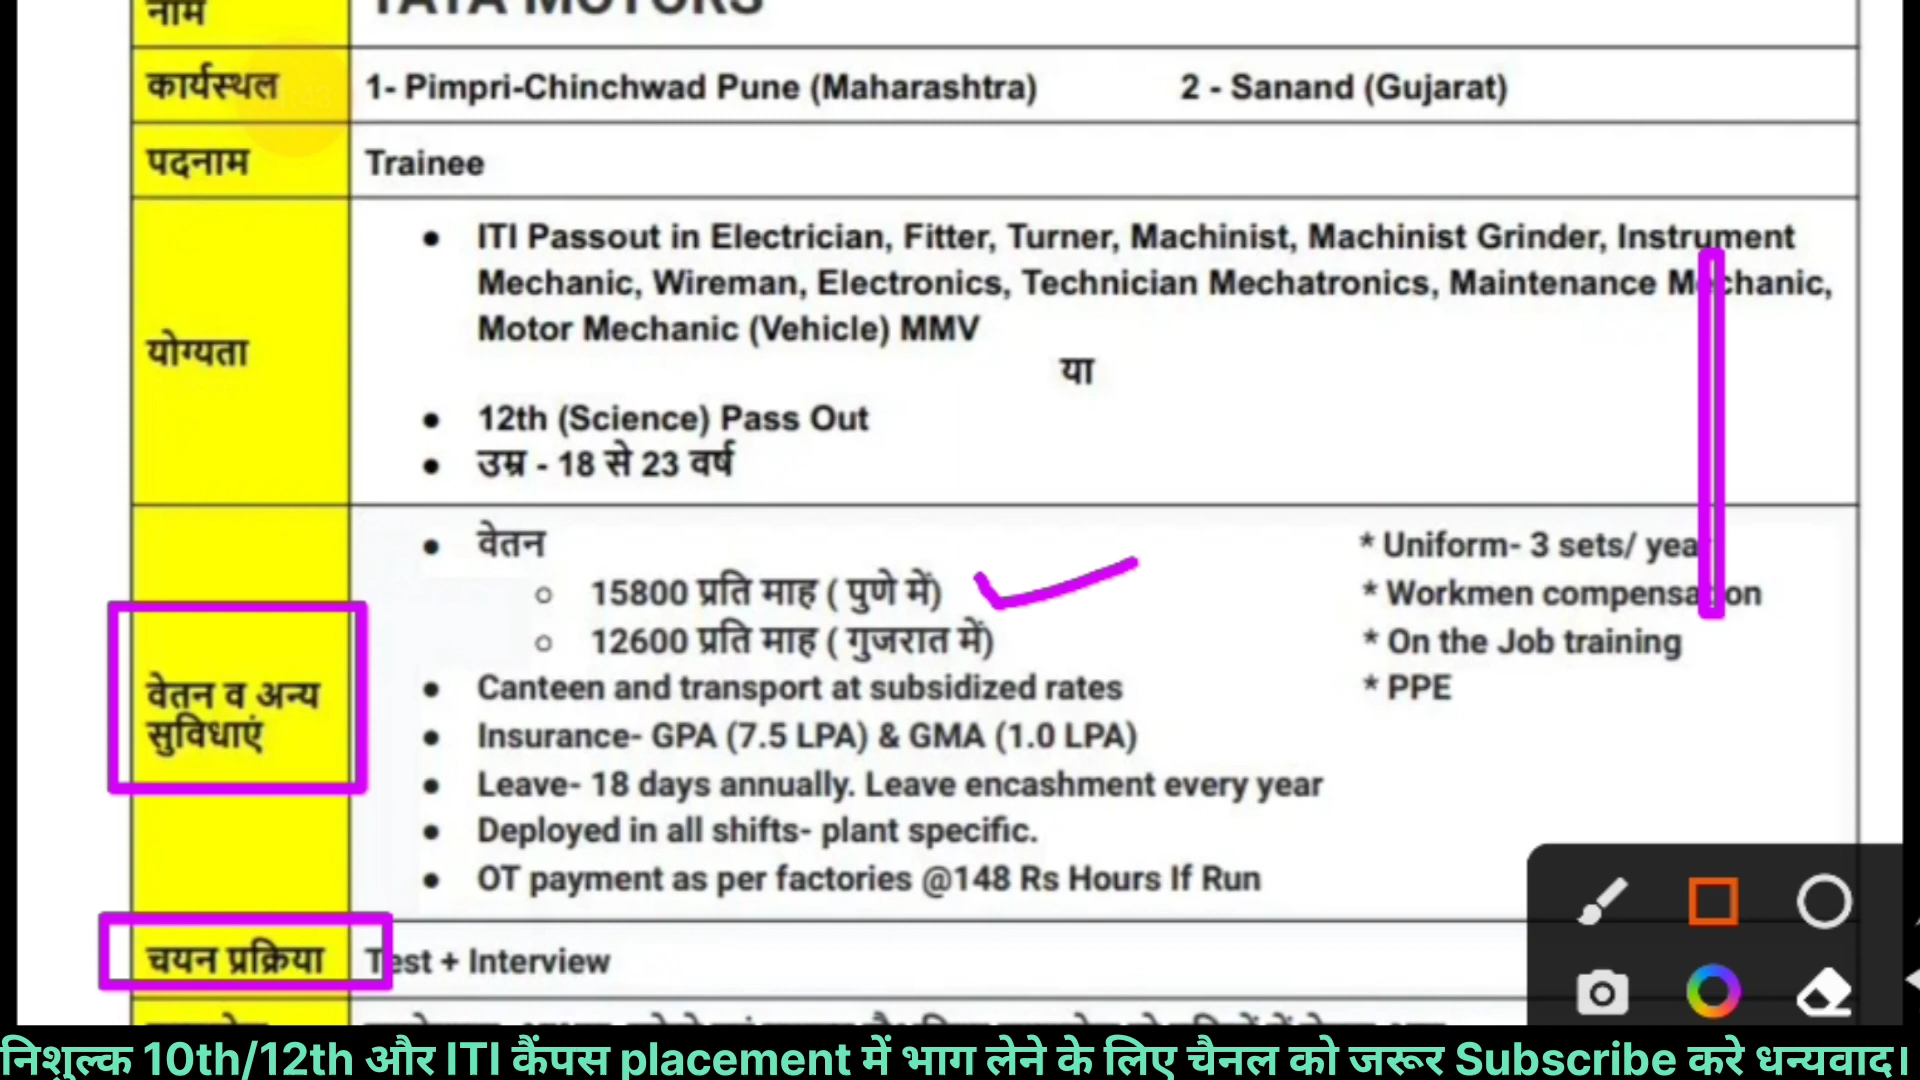 नाम TATA MOTORS
कार्यस्थल 1- Pimpri-Chinchwad Pune (Maharashtra) 2 - Sanand (Gujarat)
पदनाम Trainee
योग्यता
● ITI Passout in Electrician, Fitter, Turner, Machinist, Machinist Grinder, Instrument
Mechanic, Wireman, Electronics, Technician Mechatronics, Maintenance Mechanic,
Motor Mechanic (Vehicle) MMV
या
● 12th (Science) Pass Out
● उम्र - 18 से 23 वर्ष
वेतन व अन्य
सुविधाएं
● वेतन
○ 15800 प्रति माह ( पुणे में)
○ 12600 प्रति माह ( गुजरात में)
● Canteen and transport at subsidized rates
● Insurance- GPA (7.5 LPA) & GMA (1.0 LPA)
● Leave- 18 days annually. Leave encashment every year
● Deployed in all shifts- plant specific.
● OT payment as per factories @148 Rs Hours If Run
* Uniform- 3 sets/ year
* Workmen compensation
* On the Job training
* PPE
चयन प्रक्रिया Test + Interview
निशुल्क 10th/12th और ITI कैंपस placement में भाग लेने के लिए चैनल को जरूर Subscribe करे धन्यवाद।